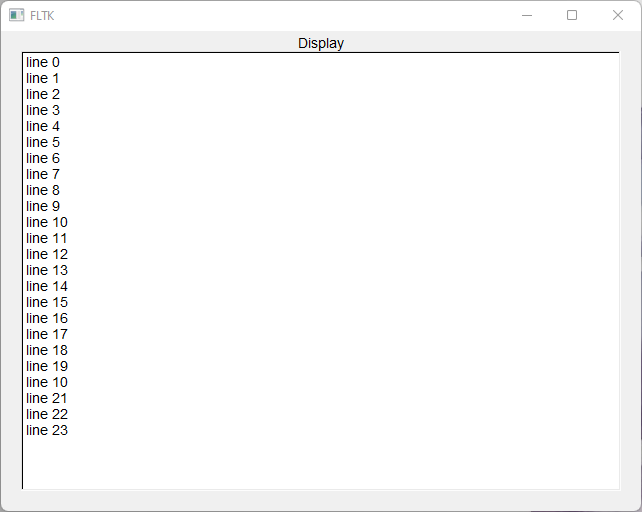 FLTK
Display
line 0
line 1
line 2
line 3
line 4
line 5
line 6
line 7
line 8
line 9
line 10
line 11
line 12
line 13
line 14
line 15
line 16
line 17
line 18
line 19
line 10
line 21
line 22
line 23